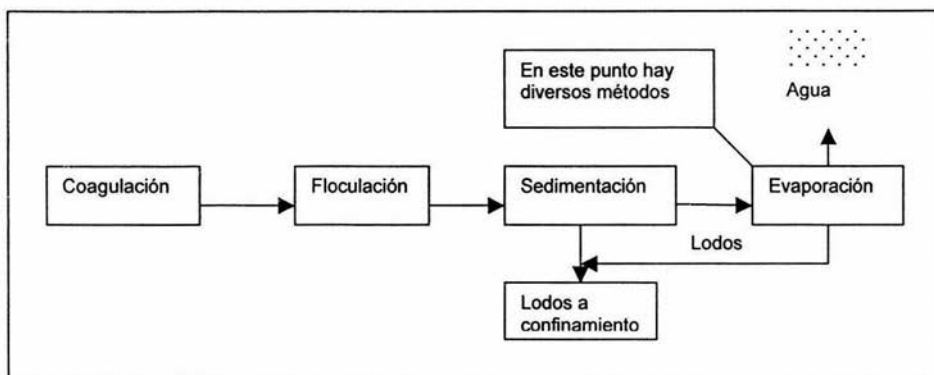 En este punto hay
diversos métodos
Agua
Coagulación
Floculación
Sedimentación
Evaporación
Lodos
Lodos a
confinamiento